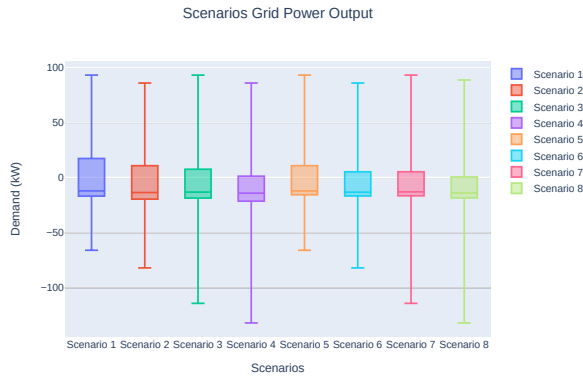 Scenarios Grid Power Output
100
50
0
−50
−100
Demand (kW)
Scenario 1 Scenario 2 Scenario 3 Scenario 4 Scenario 5 Scenario 6 Scenario 7 Scenario 8
Scenarios
Scenario 1
Scenario 2
Scenario 3
Scenario 4
Scenario 5
Scenario 6
Scenario 7
Scenario 8